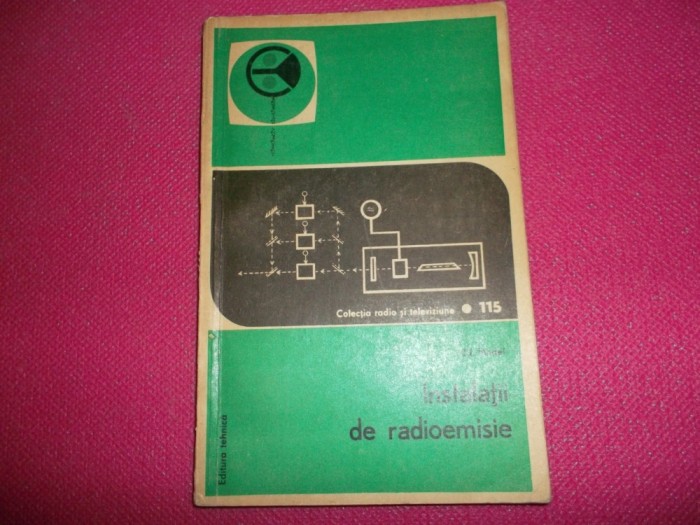 Colecția radio și televiziune • 115
Instalații
de radioemisie
Editura tehnică